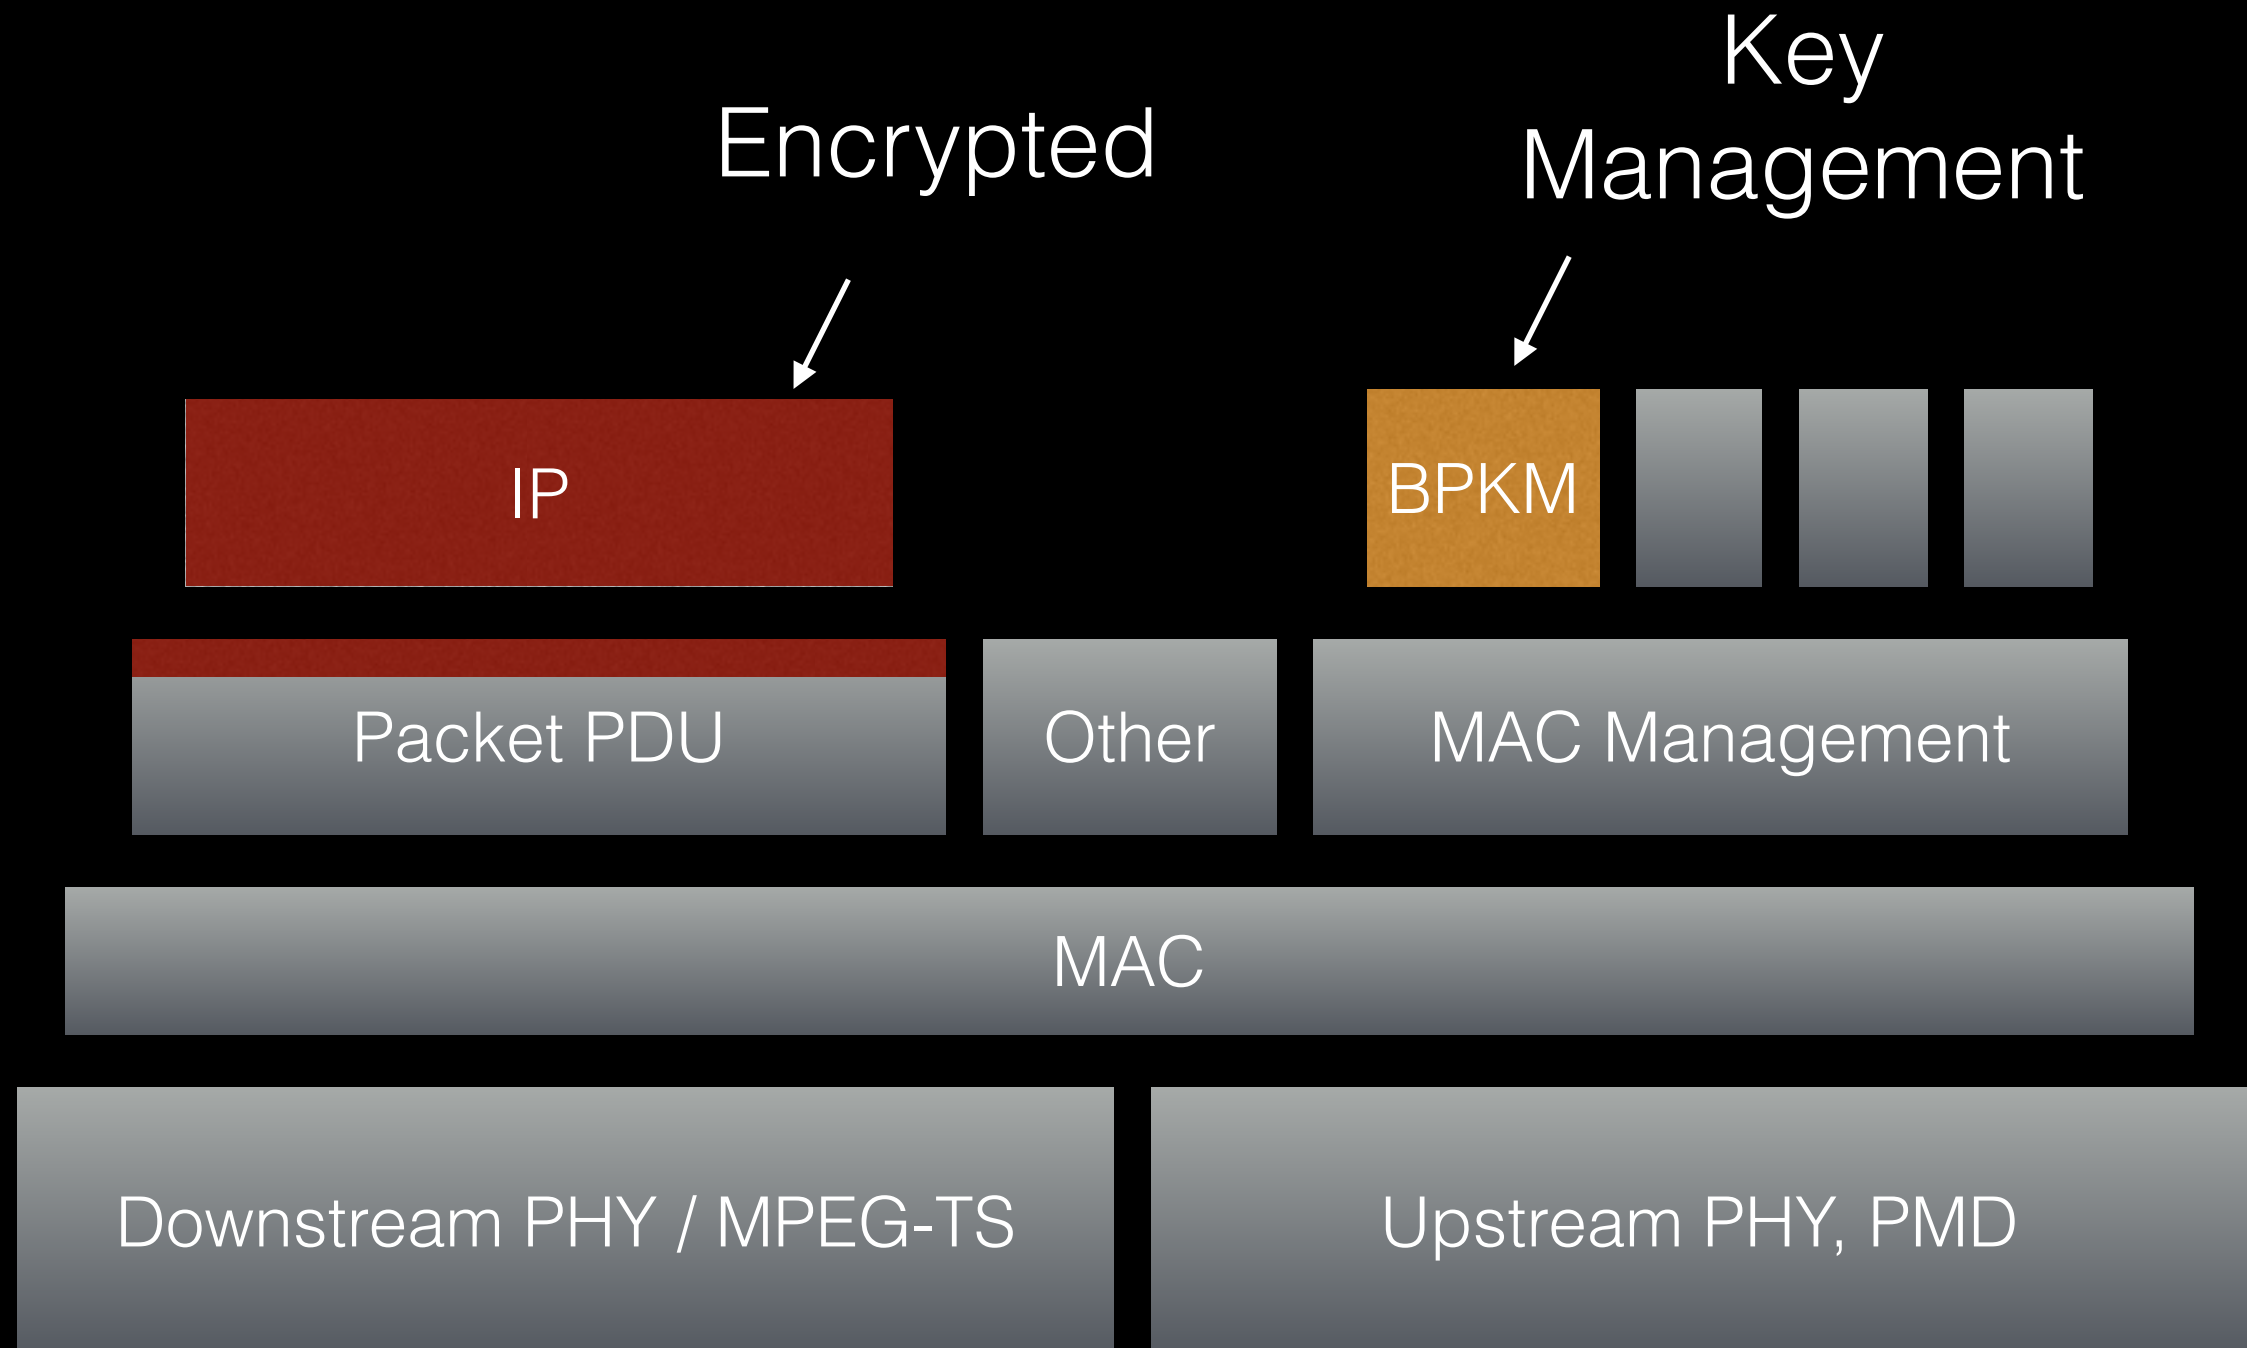 Encrypted
Key
Management
IP
BPKM
Packet PDU
Other
MAC Management
MAC
Downstream PHY / MPEG-TS
Upstream PHY, PMD